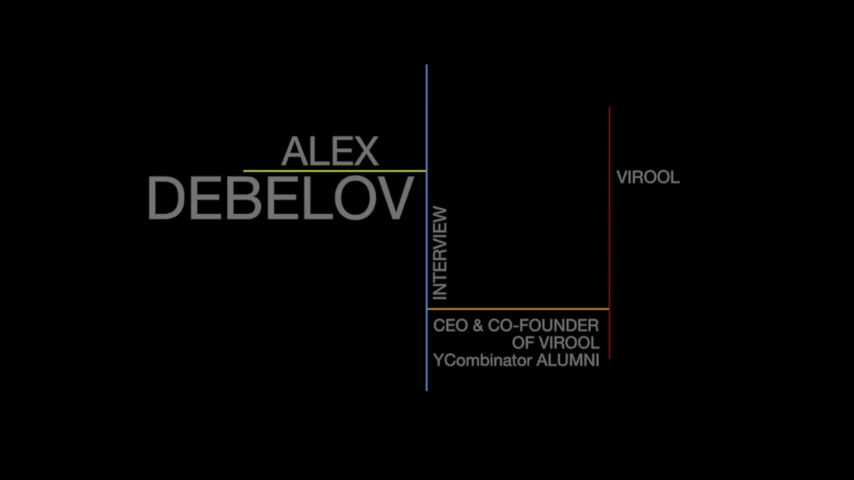 ALEX
DEBELOV
INTERVIEW
CEO & CO-FOUNDER
OF VIROOL
YCombinator ALUMNI
VIROOL